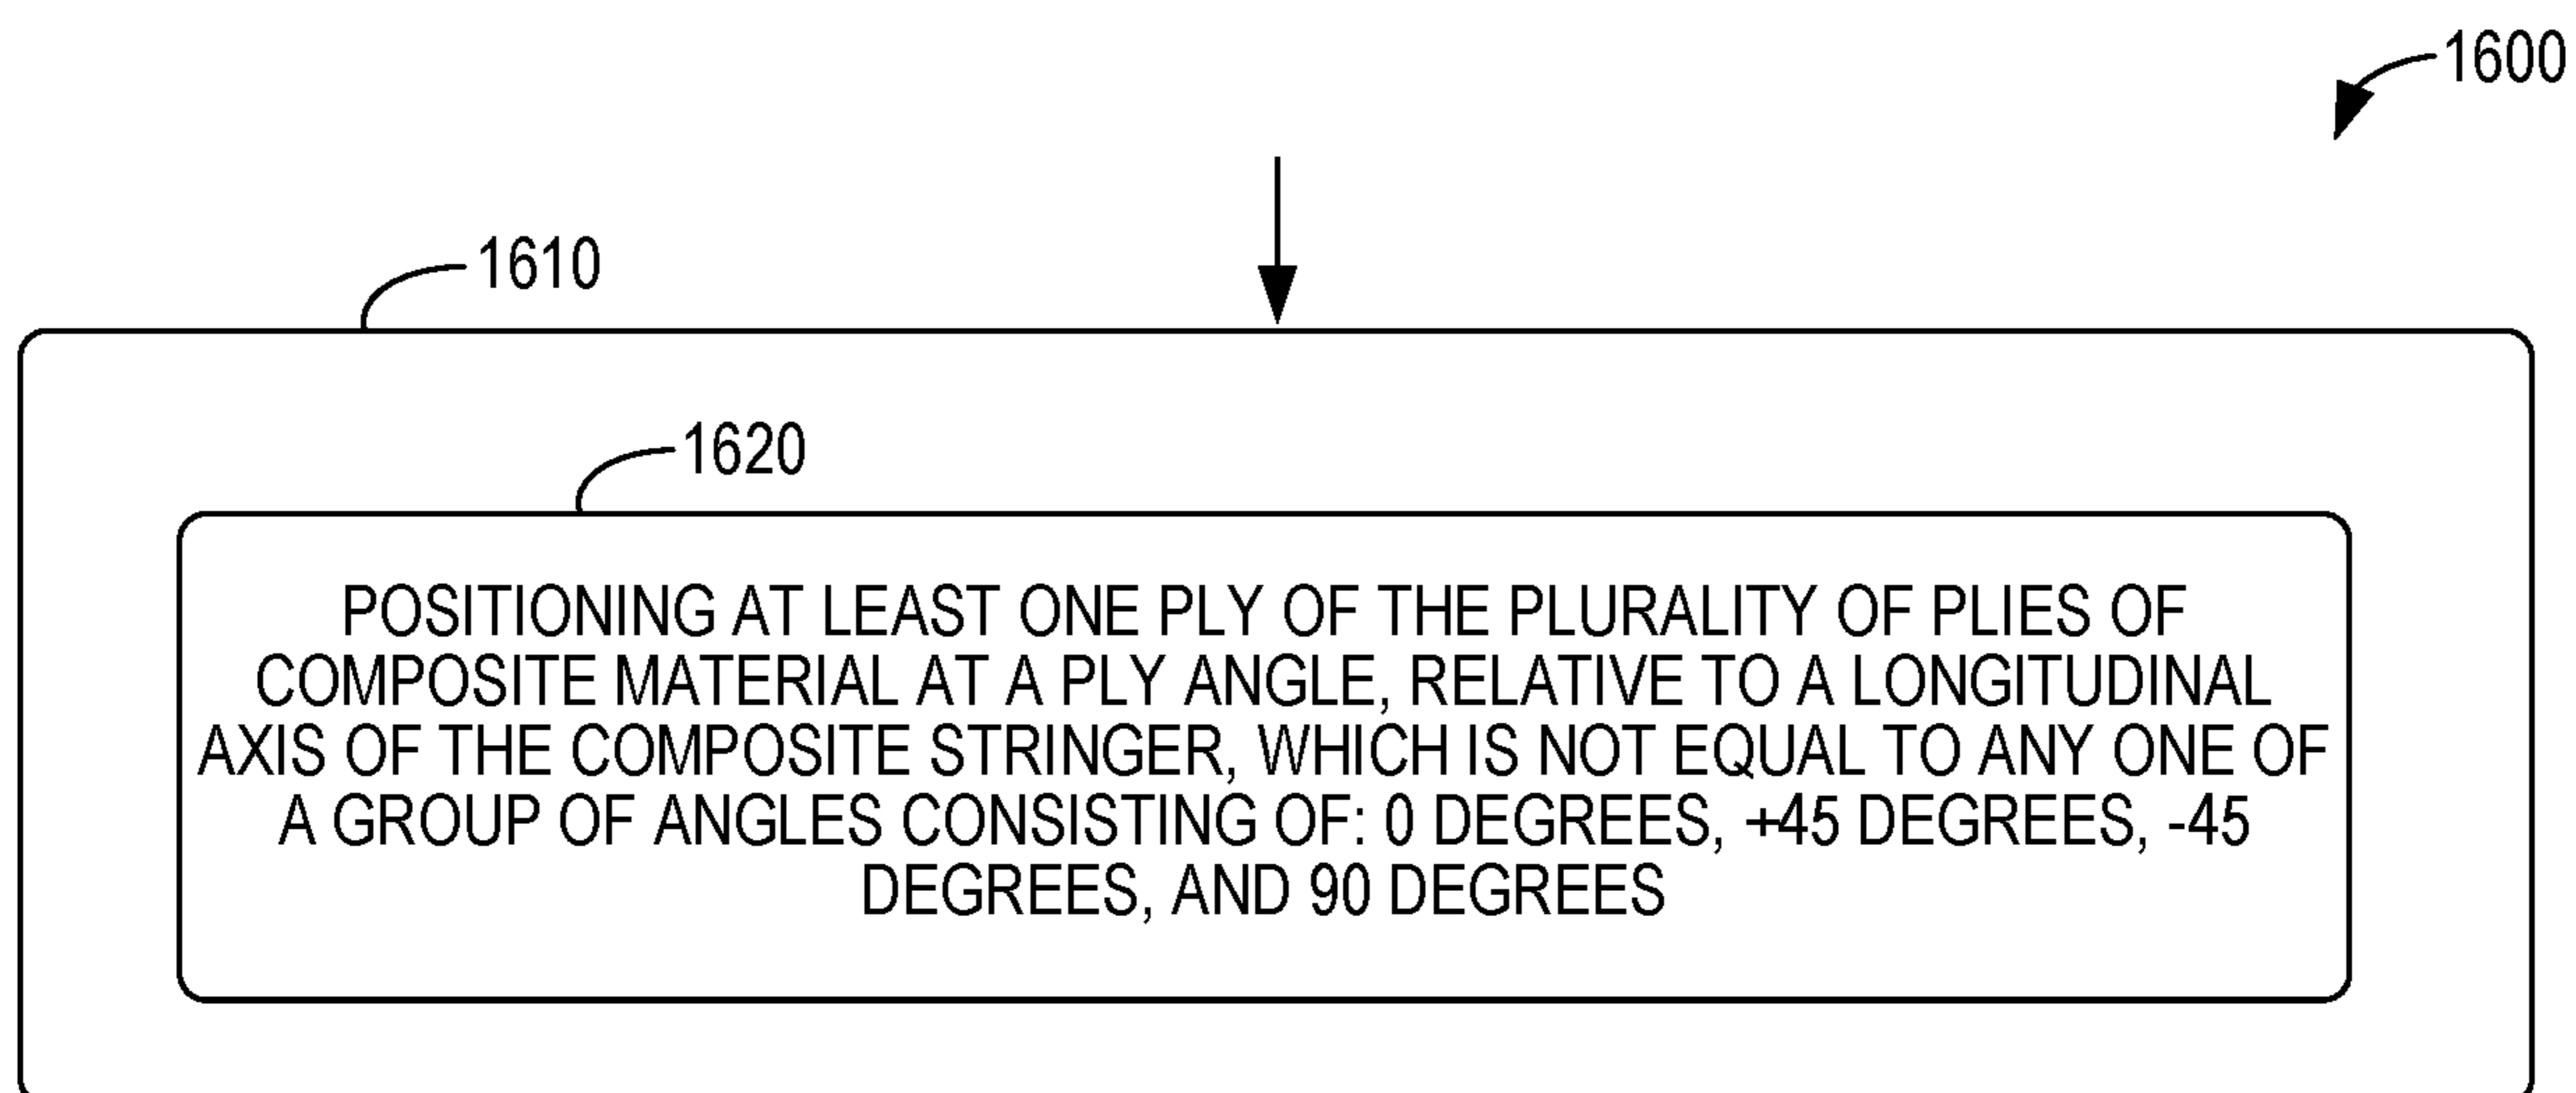 1600
1610
1620
POSITIONING AT LEAST ONE PLY OF THE PLURALITY OF PLIES OF
COMPOSITE MATERIAL AT A PLY ANGLE, RELATIVE TO A LONGITUDINAL
AXIS OF THE COMPOSITE STRINGER, WHICH IS NOT EQUAL TO ANY ONE OF
A GROUP OF ANGLES CONSISTING OF: 0 DEGREES, +45 DEGREES, -45
DEGREES, AND 90 DEGREES